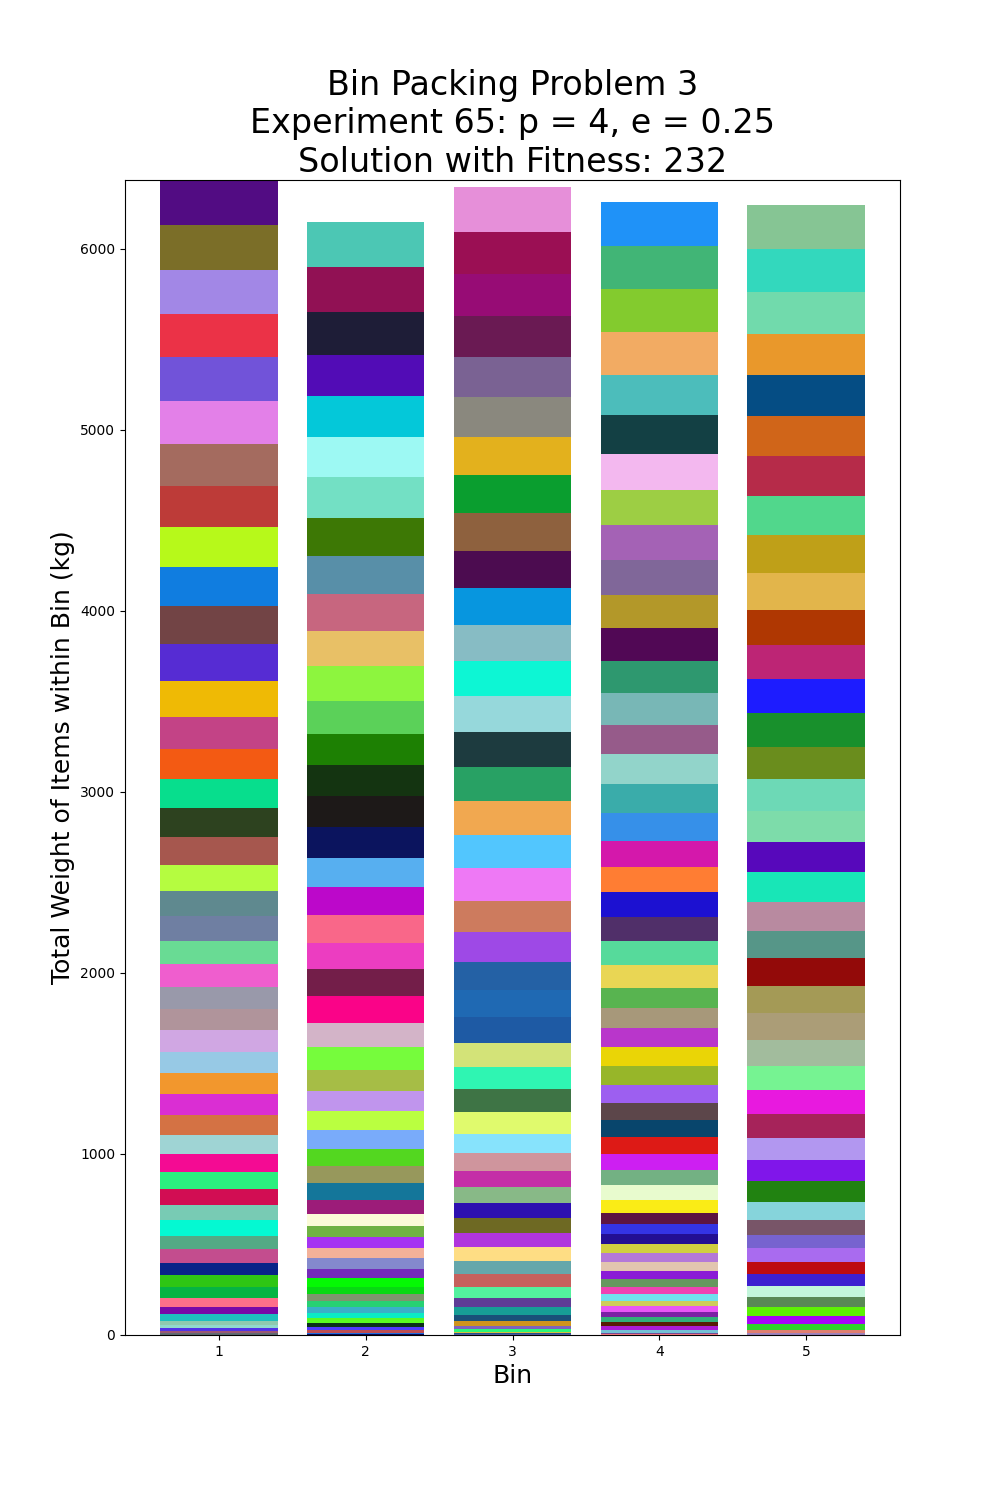 Bin Packing Problem 3
Experiment 65: p = 4, e = 0.25
Solution with Fitness: 232
Total Weight of Items within Bin (kg)
6000
5000
4000
3000
2000
1000
0
1 2 3 4 5
Bin